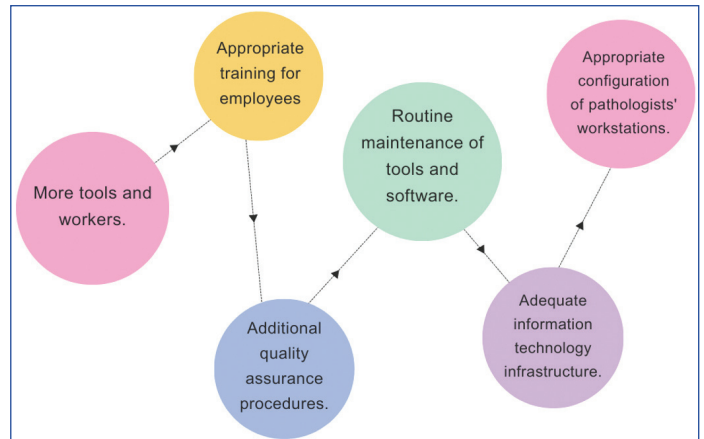 More tools and
workers.
Appropriate
training for
employees
Additional
quality
assurance
procedures.
Routine
maintenance of
tools and
software.
Adequate
information
technology
infrastructure.
Appropriate
configuration
of pathologists'
workstations.